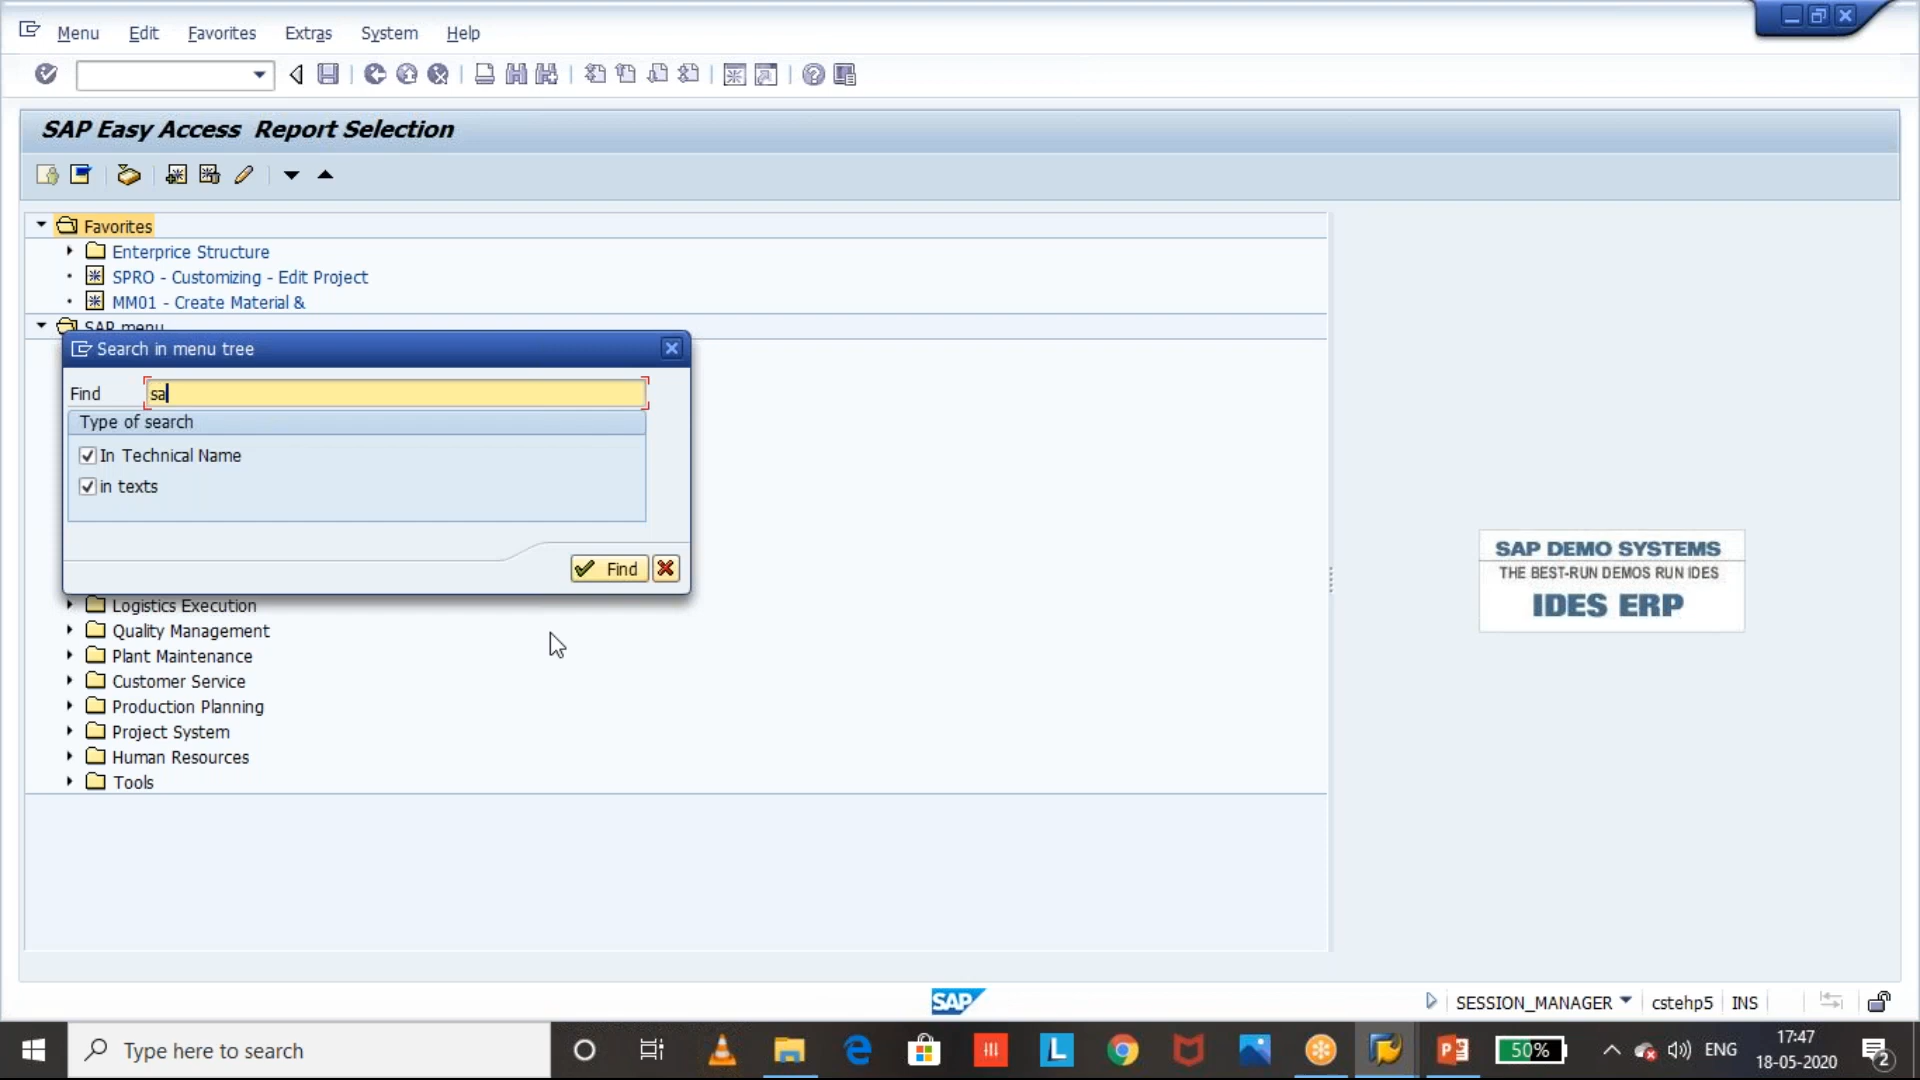 Menu Edit Favorites Extras System Help
SAP Easy Access Report Selection
Favorites
Enterprice Structure
SPRO - Customizing - Edit Project
MM01 - Create Material &
SAP menu
Search in menu tree
Find sa
Type of search
In Technical Name
in texts
Find
Logistics Execution
Quality Management
Plant Maintenance
Customer Service
Production Planning
Project System
Human Resources
Tools
SAP DEMO SYSTEMS
THE BEST-RUN DEMOS RUN IDES
IDES ERP
SAP
SESSION_MANAGER cstehp5 INS
Type here to search
50%
ENG
17:47
18-05-2020
2